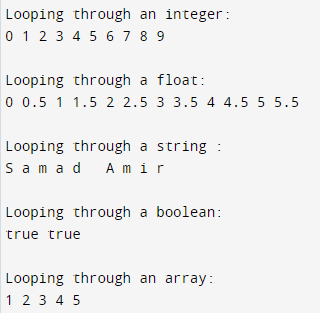 Looping through an integer:
0 1 2 3 4 5 6 7 8 9
Looping through a float:
0 0.5 1 1.5 2 2.5 3 3.5 4 4.5 5 5.5
Looping through a string :
S a m a d   A m i r
Looping through a boolean:
true true
Looping through an array:
1 2 3 4 5